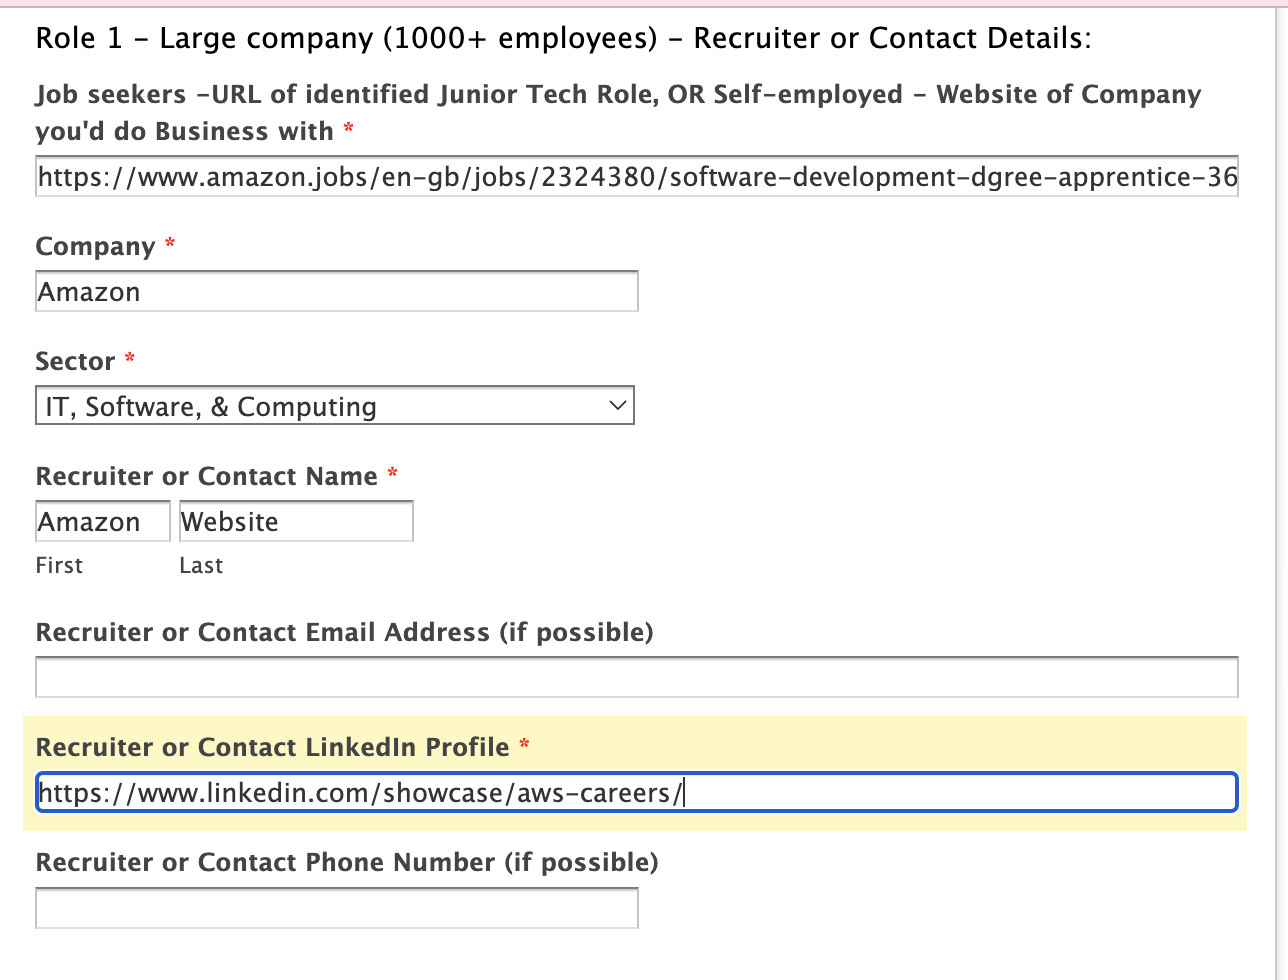 Role 1 – Large company (1000+ employees) – Recruiter or Contact Details:
Job seekers –URL of identified Junior Tech Role, OR Self-employed – Website of Company
you'd do Business with *
https://www.amazon.jobs/en-gb/jobs/2324380/software-development-dgree-apprentice-36
Company *
Amazon
Sector *
IT, Software, & Computing
Recruiter or Contact Name *
Amazon Website
First Last
Recruiter or Contact Email Address (if possible)
Recruiter or Contact LinkedIn Profile *
https://www.linkedin.com/showcase/aws-careers/
Recruiter or Contact Phone Number (if possible)